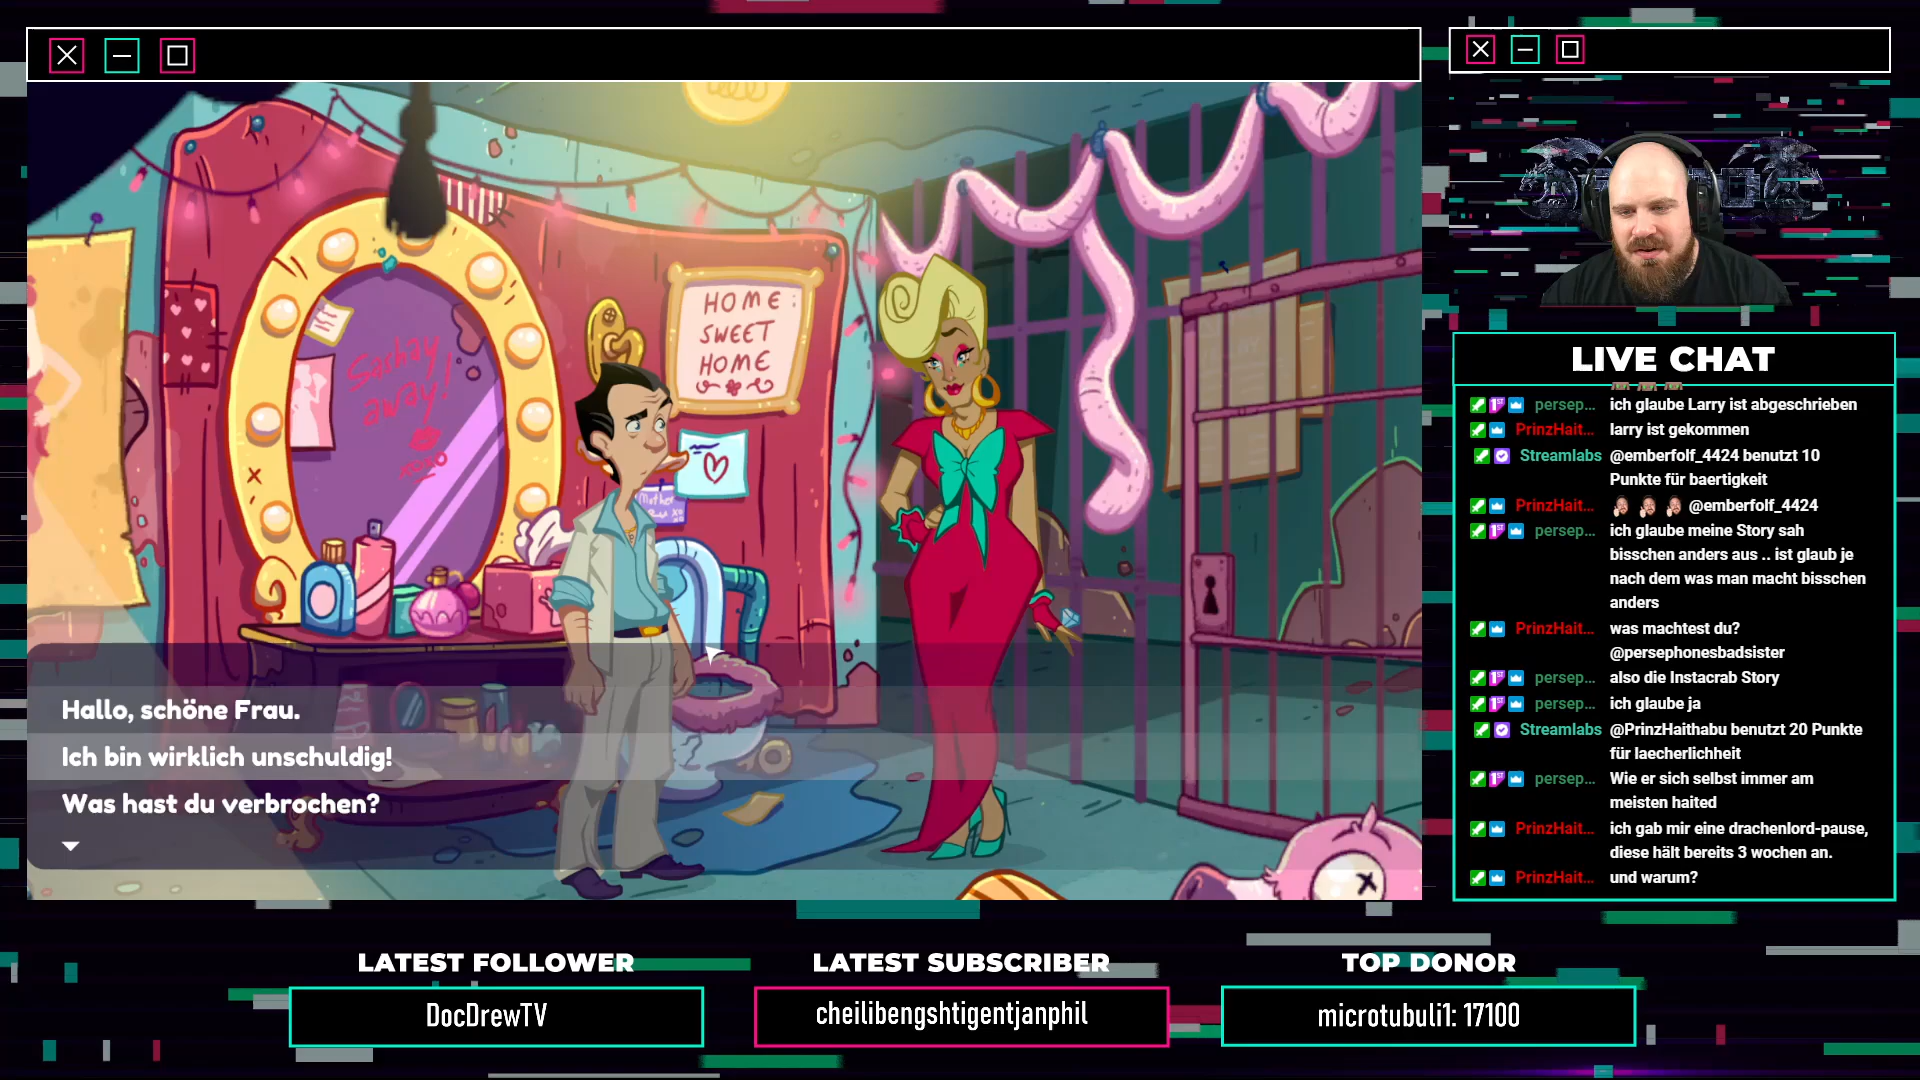 HOME
SWEET
HOME
Sashay
away!
xoxo
Mother
Hallo, schöne Frau.
Ich bin wirklich unschuldig!
Was hast du verbrochen?
LIVE CHAT
persep... ich glaube Larry ist abgeschrieben
PrinzHait... larry ist gekommen
Streamlabs @emberfolf_4424 benutzt 10
Punkte für baertigkeit
PrinzHait... @emberfolf_4424
persep... ich glaube meine Story sah
bisschen anders aus .. ist glaub je
nach dem was man macht bisschen
anders
PrinzHait... was machtest du?
@persephonesbadsister
persep... also die Instacrab Story
persep... ich glaube ja
Streamlabs @PrinzHaithabu benutzt 20 Punkte
für laecherlichheit
persep... Wie er sich selbst immer am
meisten haited
PrinzHait... ich gab mir eine drachenlord-pause,
diese hält bereits 3 wochen an.
PrinzHait... und warum?
LATEST FOLLOWER
DocDrewTV
LATEST SUBSCRIBER
cheilibengshtigentjanphil
TOP DONOR
microtubuli1: 17100